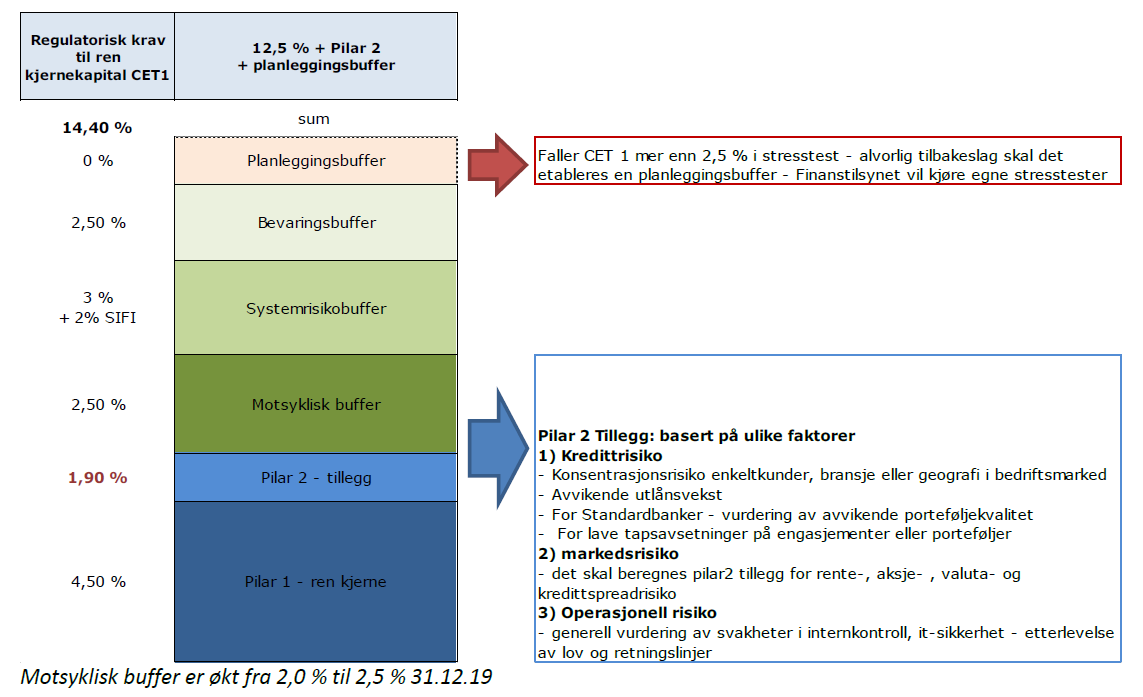 Regulatorisk krav
til ren
kjernekapital CET1
12,5 % + Pilar 2
+ planleggingsbuffer
14,40 %
sum
0 %
Planleggingsbuffer
Faller CET 1 mer enn 2,5 % i stresstest - alvorlig tilbakeslag skal det
etableres en planleggingsbuffer - Finanstilsynet vil kjøre egne stresstester
2,50 %
Bevaringsbuffer
3 %
+ 2% SIFI
Systemrisikobuffer
2,50 %
Motsyklisk buffer
1,90 %
Pilar 2 - tillegg
4,50 %
Pilar 1 - ren kjerne
Pilar 2 Tillegg: basert på ulike faktorer
1) Kredittrisiko
- Konsentrasjonsrisiko enkeltkunder, bransje eller geografi i bedriftsmarked
- Avvikende utlånsvekst
- For Standardbanker - vurdering av avvikende porteføljekvalitet
- For lave tapsavsetninger på engasjementer eller porteføljer
2) markedsrisiko
- det skal beregnes pilar2 tillegg for rente-, aksje- , valuta- og
kredittspreadrisiko
3) Operasjonell risiko
- generell vurdering av svakheter i internkontroll, it-sikkerhet - etterlevelse
av lov og retningslinjer
Motsyklisk buffer er økt fra 2,0 % til 2,5 % 31.12.19